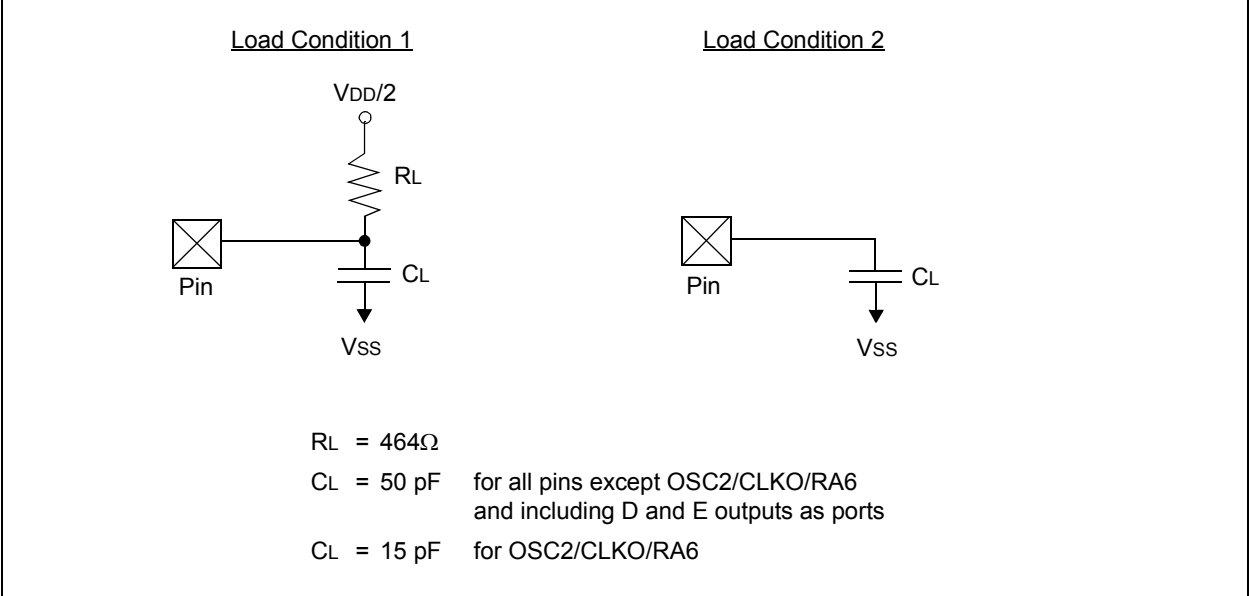 Load Condition 1
Load Condition 2
VDD/2
RL
Pin
CL
VSS
Pin
CL
VSS
RL = 464Ω
CL = 50 pF for all pins except OSC2/CLKO/RA6
and including D and E outputs as ports
CL = 15 pF for OSC2/CLKO/RA6